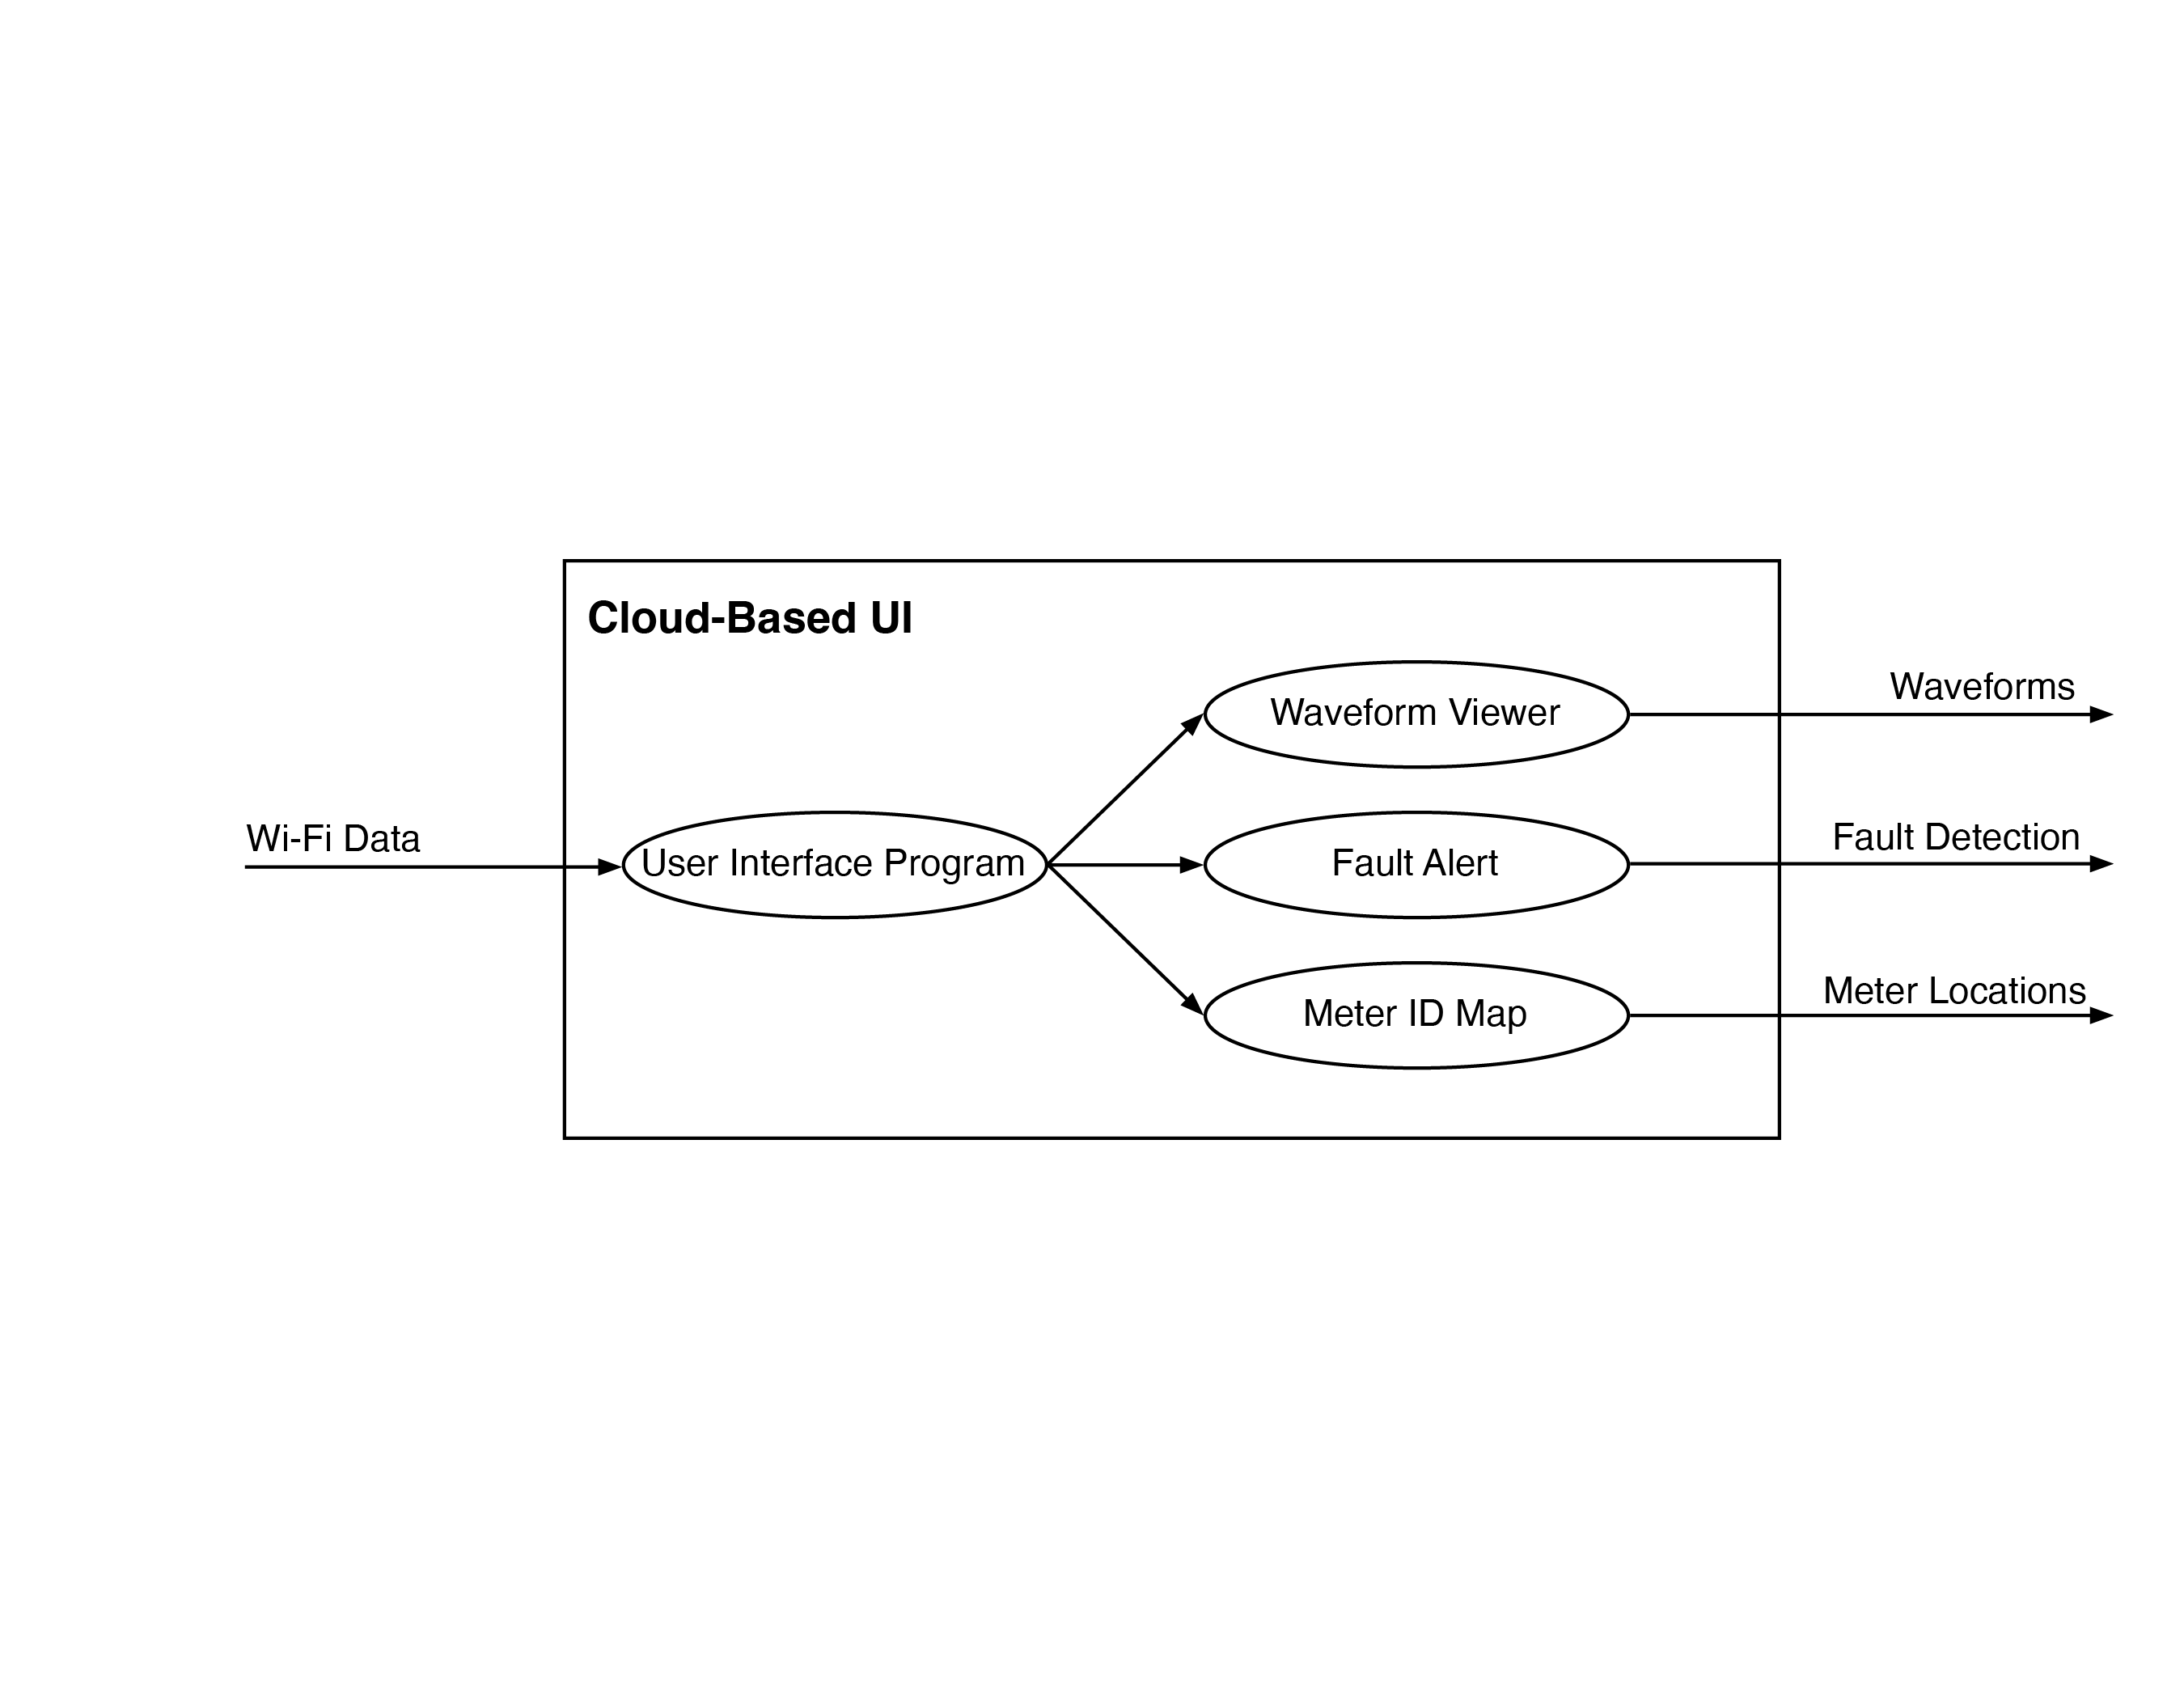 Cloud-Based UI
Waveform Viewer
Waveforms
Wi-Fi Data
User Interface Program
Fault Alert
Fault Detection
Meter ID Map
Meter Locations